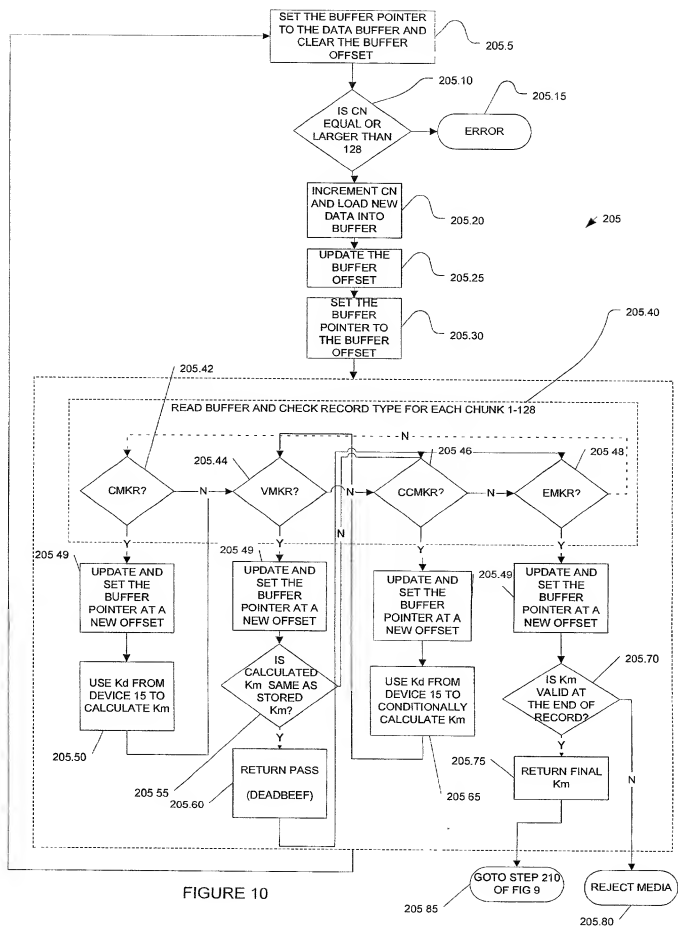 SET THE BUFFER POINTER
TO THE DATA BUFFER AND
CLEAR THE BUFFER
OFFSET
205.5
205.10
IS CN
EQUAL OR
LARGER THAN
128
205.15
ERROR
INCREMENT CN
AND LOAD NEW
DATA INTO
BUFFER
205.20
205
UPDATE THE
BUFFER
OFFSET
205.25
SET THE
BUFFER
POINTER TO
THE BUFFER
OFFSET
205.30
205.40
205.42
READ BUFFER AND CHECK RECORD TYPE FOR EACH CHUNK 1-128
N
205.44
205 46
205 48
CMKR?
N
VMKR?
N
CCMKR?
N
EMKR?
N
Y
Y
Y
Y
205 49
UPDATE AND
SET THE
BUFFER
POINTER AT A
NEW OFFSET
205 49
UPDATE AND
SET THE
BUFFER
POINTER AT A
NEW OFFSET
UPDATE AND
SET THE
BUFFER
POINTER AT A
NEW OFFSET
205.49
UPDATE AND
SET THE
BUFFER
POINTER AT A
NEW OFFSET
USE Kd FROM
DEVICE 15 TO
CALCULATE Km
205.50
IS
CALCULATED
Km SAME AS
STORED
Km?
205 55
Y
RETURN PASS
(DEADBEEF)
205.60
USE Kd FROM
DEVICE 15 TO
CONDITIONALLY
CALCULATE Km
205 65
IS Km
VALID AT
THE END OF
RECORD?
205.70
Y
N
205.75
RETURN FINAL
Km
GOTO STEP 210
OF FIG 9
205 85
REJECT MEDIA
205.80
FIGURE 10